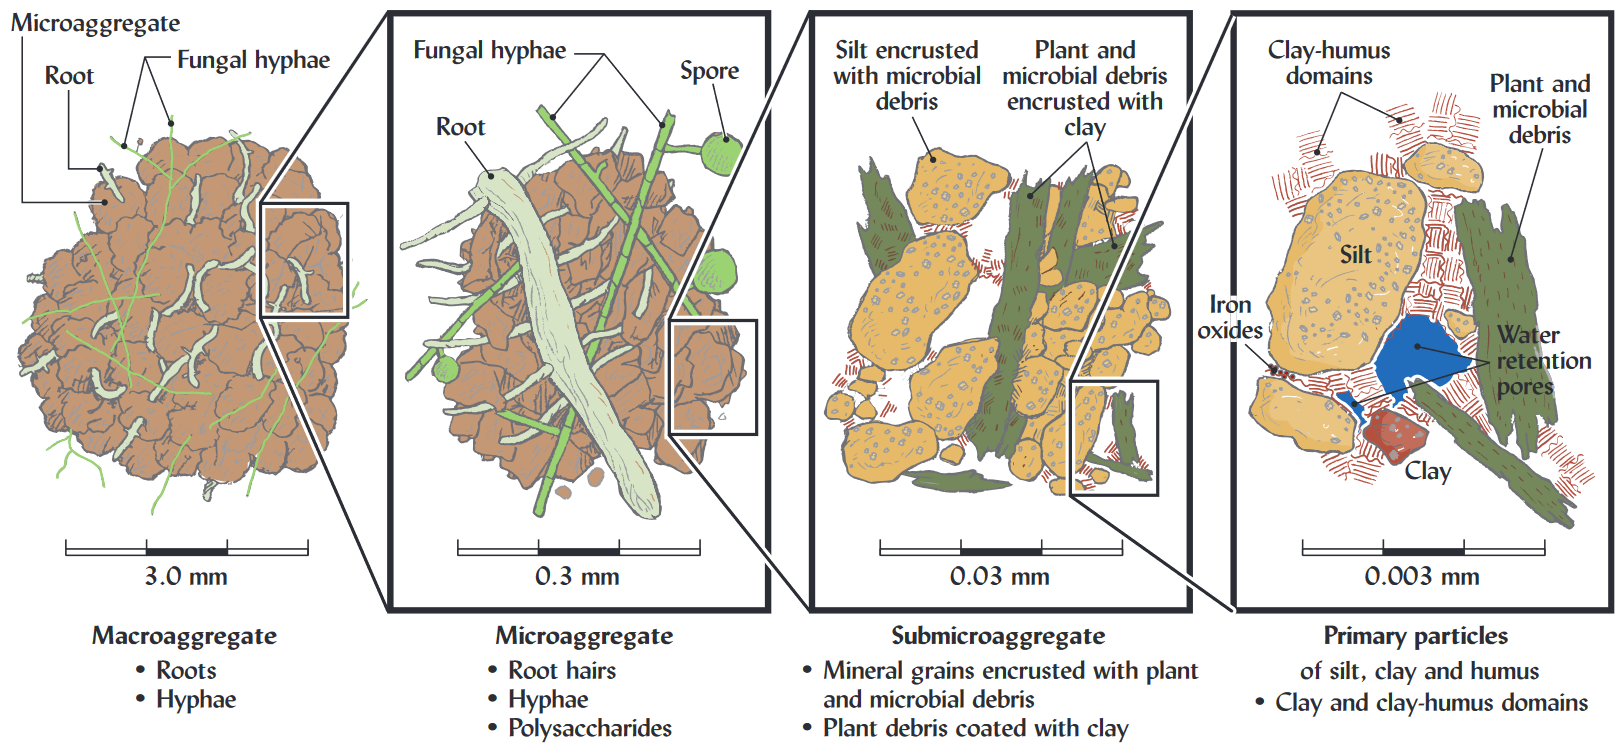 Microaggregate
Root
Fungal hyphae
3.0 mm
Macroaggregate
• Roots
• Hyphae
Fungal hyphae
Spore
Root
0.3 mm
Microaggregate
• Root hairs
• Hyphae
• Polysaccharides
Silt encrusted
with microbial
debris
Plant and
microbial debris
encrusted with
clay
0.03 mm
Submicroaggregate
• Mineral grains encrusted with plant
and microbial debris
• Plant debris coated with clay
Clay-humus
domains
Plant and
microbial
debris
Silt
Iron
oxides
Water
retention
pores
Clay
0.003 mm
Primary particles
of silt, clay and humus
• Clay and clay-humus domains